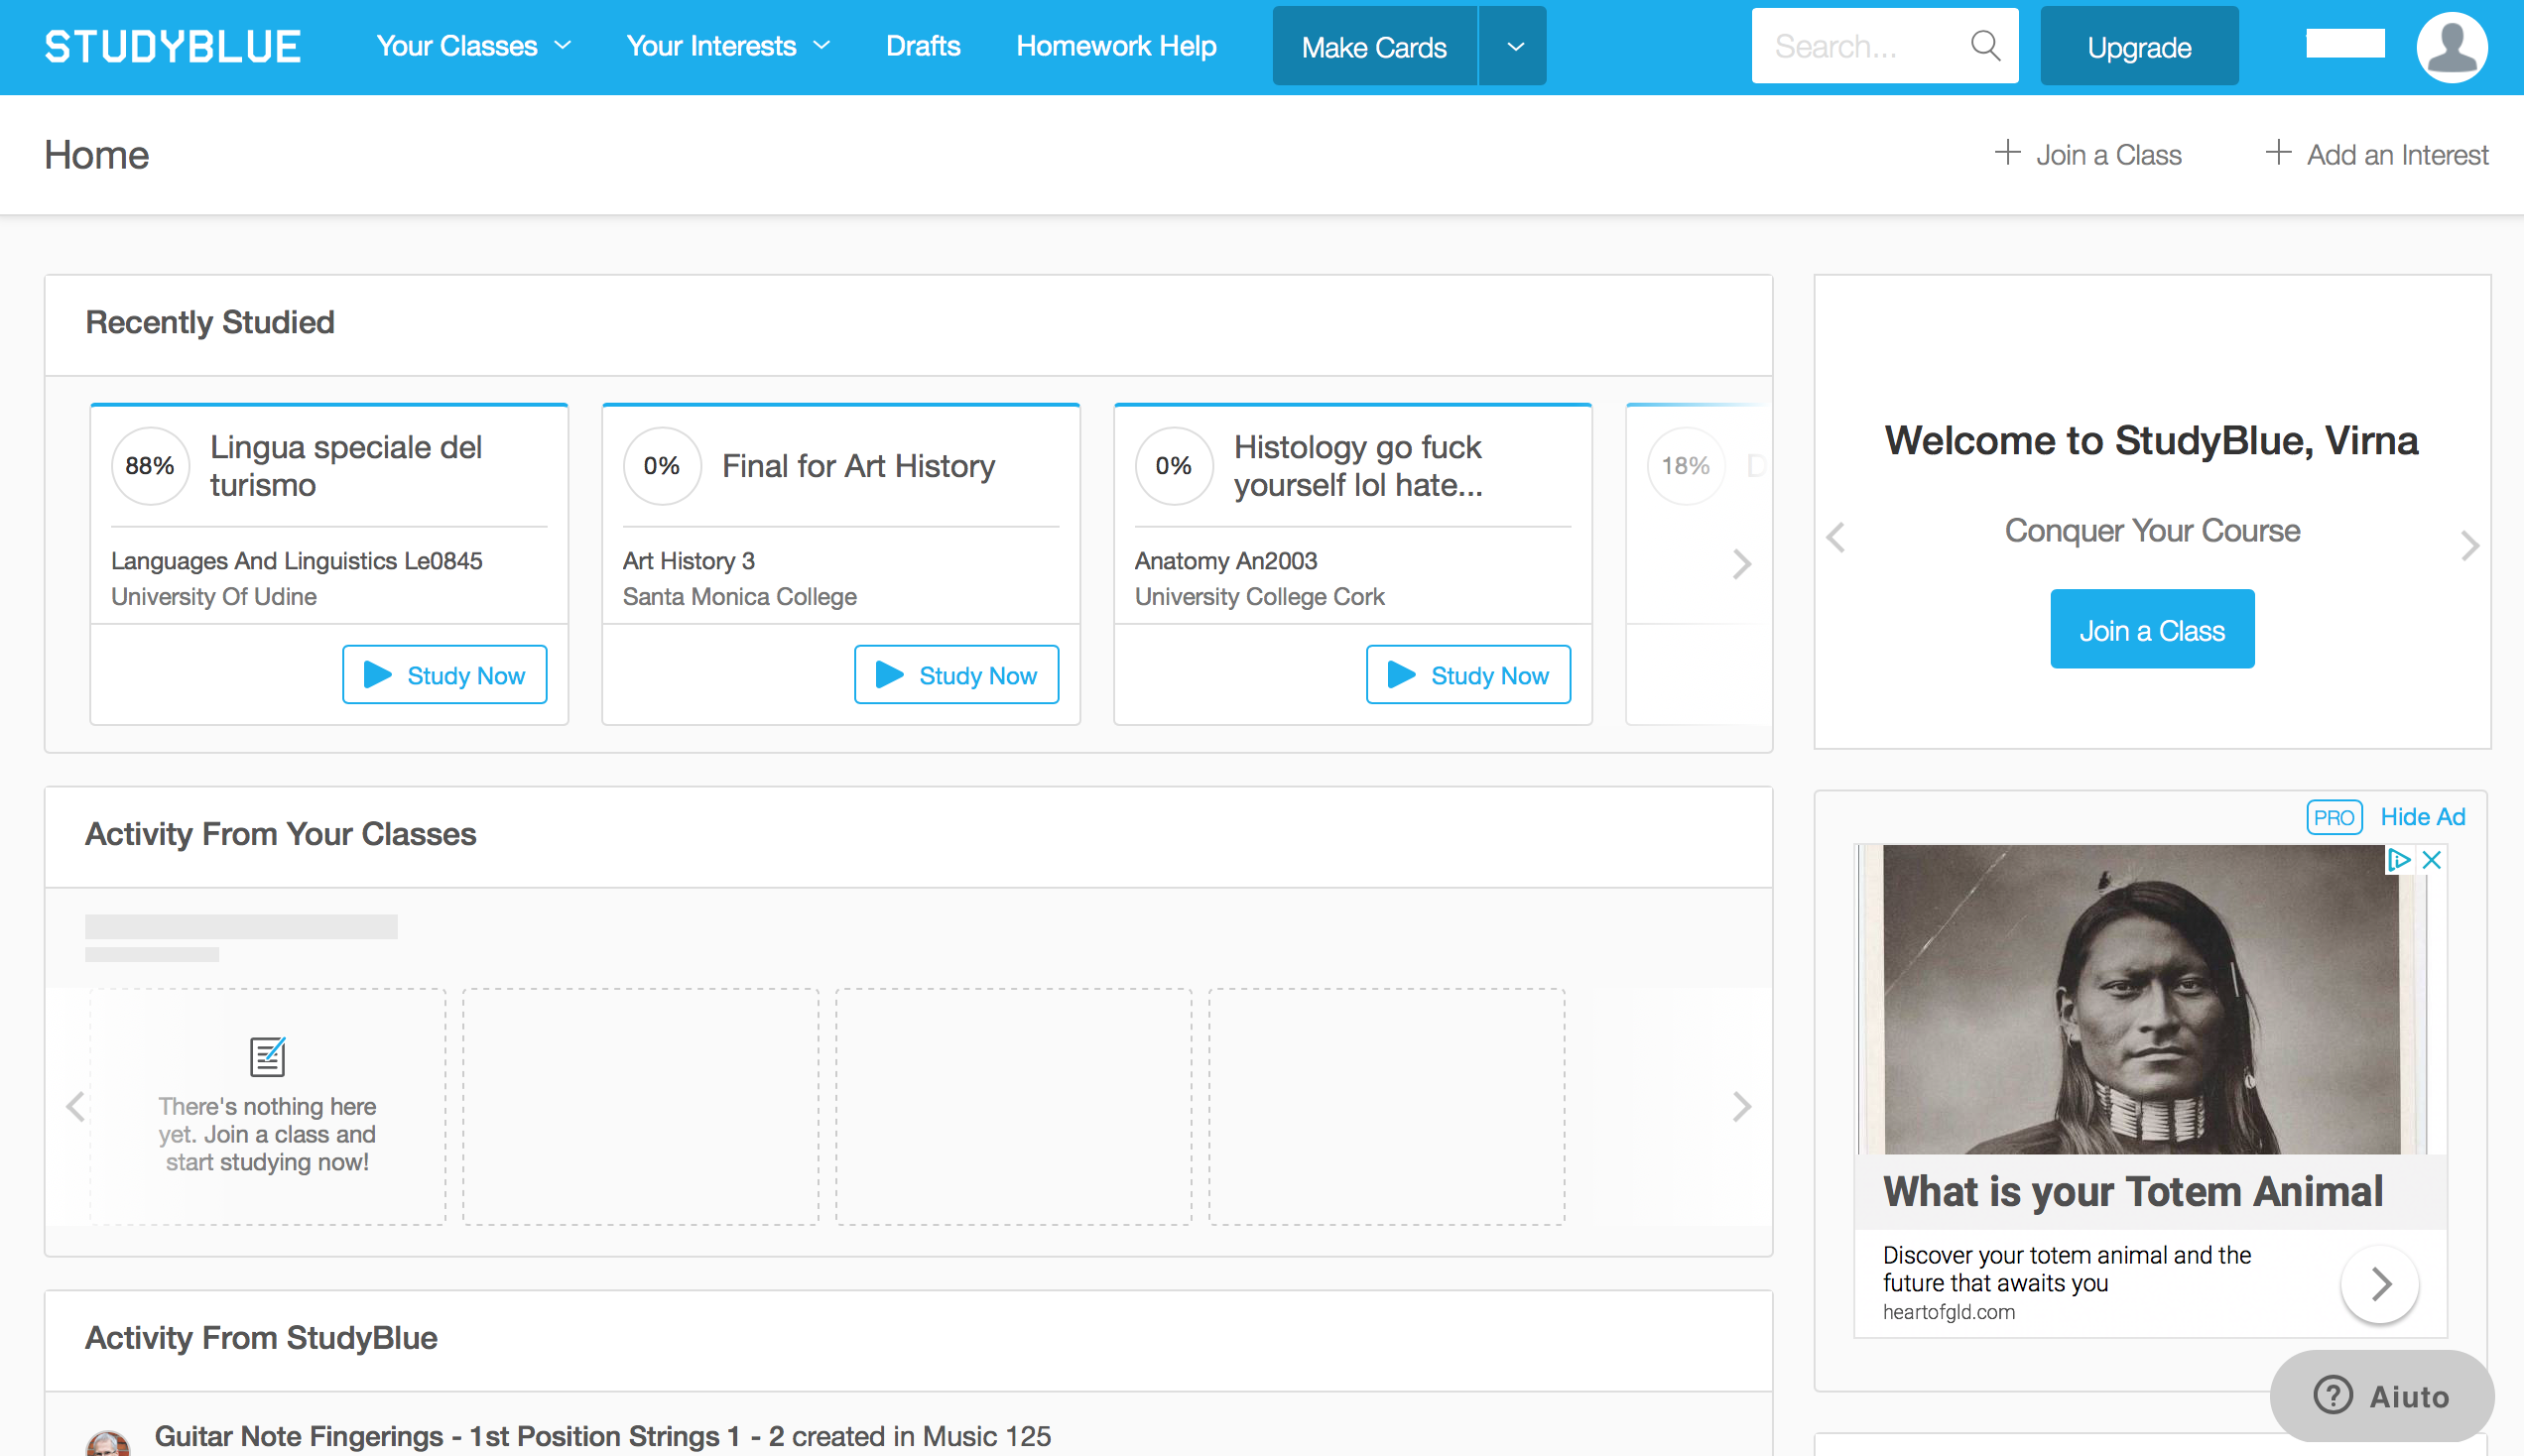 STUDYBLUE
Your Classes
Your Interests
Drafts
Homework Help
Make Cards
Search...
Upgrade
Home
Join a Class
Add an Interest
Recently Studied
88%
Lingua speciale del
turismo
Languages And Linguistics Le0845
University Of Udine
Study Now
0%
Final for Art History
Art History 3
Santa Monica College
Study Now
0%
Histology go fuck
yourself lol hate...
Anatomy An2003
University College Cork
Study Now
18%
D
Welcome to StudyBlue, Virna
Conquer Your Course
Join a Class
Activity From Your Classes
There's nothing here
yet. Join a class and
start studying now!
PRO
Hide Ad
What is your Totem Animal
Discover your totem animal and the
future that awaits you
heartofgld.com
Activity From StudyBlue
Guitar Note Fingerings - 1st Position Strings 1 - 2 created in Music 125
? Aiuto